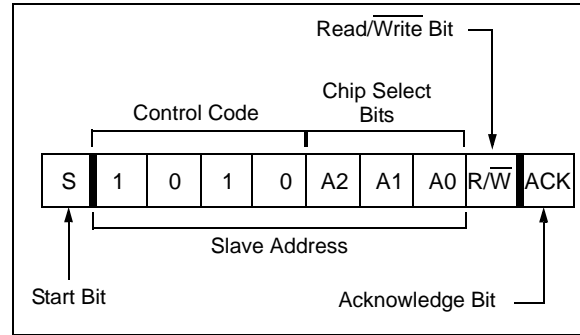 Read/Write Bit
Chip Select
Control Code Bits
S 1 0 1 0 A2 A1 A0 R/W ACK
Slave Address
Start Bit
Acknowledge Bit